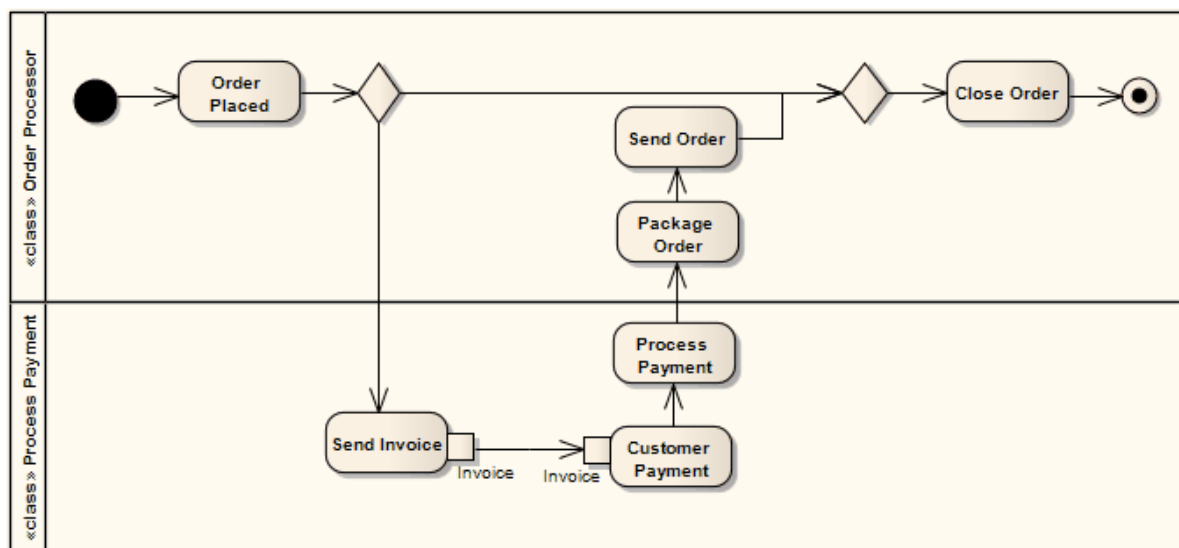 «class» Order Processor
Order
Placed
Close Order
Send Order
Package
Order
«class» Process Payment
Process
Payment
Send Invoice
Customer
Payment
Invoice
Invoice